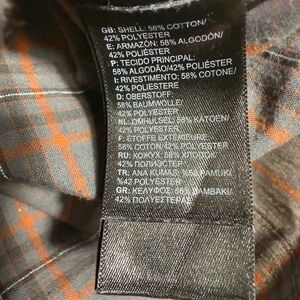 GB: SHELL: 58% COTTON/
42% POLYESTER
E: ARMAZÓN: 58% ALGODÓN/
42% POLIÉSTER
P: TECIDO PRINCIPAL:
58% ALGODÃO/42% POLIÉSTER
I: RIVESTIMENTO: 58% COTONE/
42% POLIESTERE
D: OBERSTOFF:
58% BAUMWOLLE/
42% POLYESTER
NL: OMHULSEL: 58% KATOEN/
42% POLYESTER
F: ÉTOFFE EXTÉRIEURE:
58% COTON/42% POLYESTER
RU: КОЖУХ: 58% ХЛОПОК
42% ПОЛИЭСТЕР
TR: ANA KUMAŞ: %58 PAMUK/
%42 POLYESTER
GR: ΚΕΛΥΦΟΣ: 58% ΒΑΜΒΑΚΙ/
42% ΠΟΛΥΕΣΤΕΡΑΣ